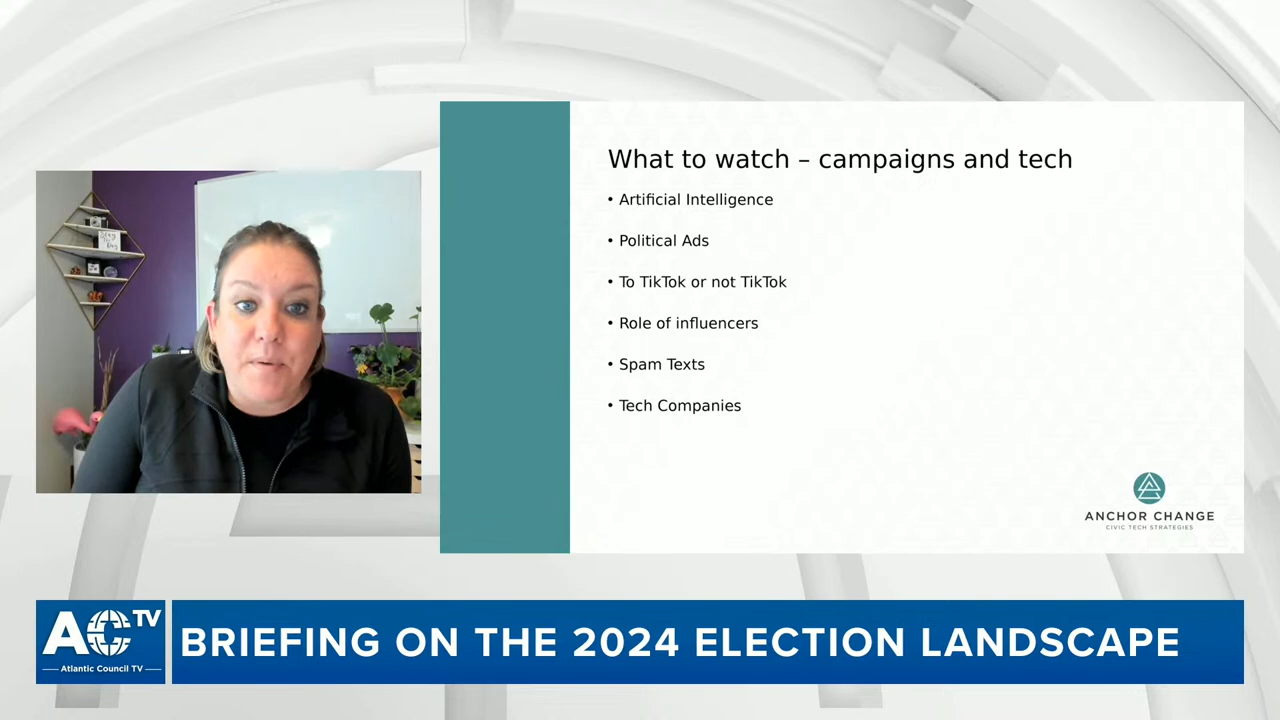 What to watch – campaigns and tech
• Artificial Intelligence
• Political Ads
• To TikTok or not TikTok
• Role of influencers
• Spam Texts
• Tech Companies
ANCHOR CHANGE
CIVIC TECH STRATEGIES
AC TV
Atlantic Council TV
BRIEFING ON THE 2024 ELECTION LANDSCAPE